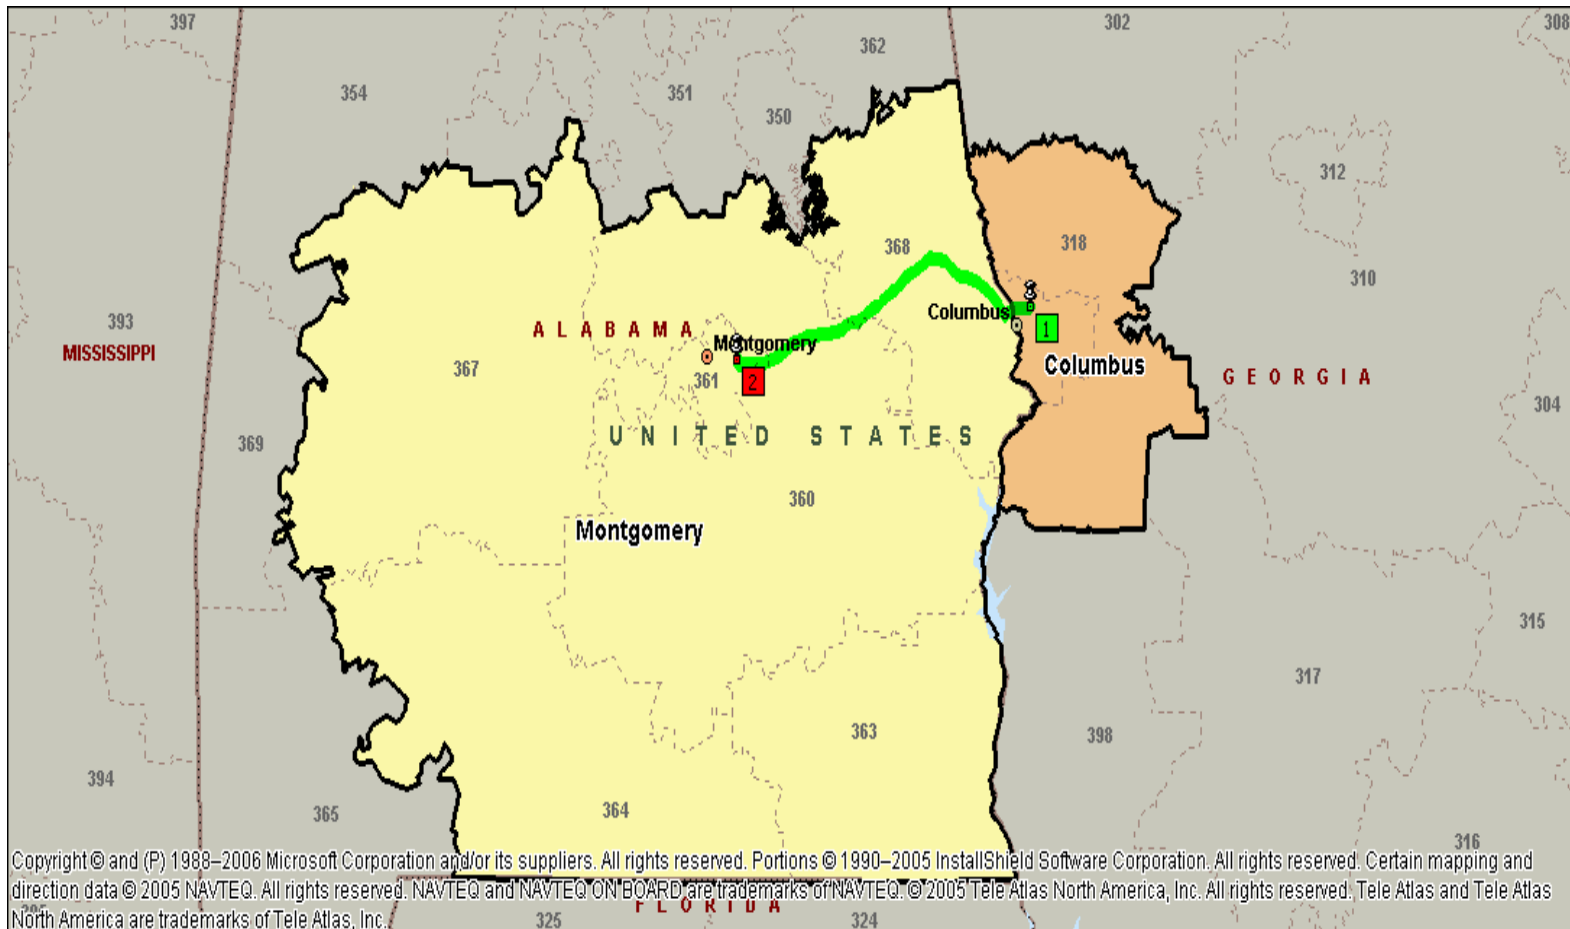 397
302
308
362
354
351
350
312
318
368
310
Columbus
393
ALABAMA
1
MISSISSIPPI
Montgomery
Columbus
367
361
2
GEORGIA
304
UNITED STATES
369
360
Montgomery
315
317
363
398
394
365
364
316
Copyright © and (P) 1988–2006 Microsoft Corporation and/or its suppliers. All rights reserved. Portions © 1990–2005 InstallShield Software Corporation. All rights reserved. Certain mapping and
direction data © 2005 NAVTEQ. All rights reserved. NAVTEQ and NAVTEQ ON BOARD are trademarks of NAVTEQ. © 2005 Tele Atlas North America, Inc. All rights reserved. Tele Atlas and Tele Atlas
North America are trademarks of Tele Atlas, Inc.
FLORIDA
325
324